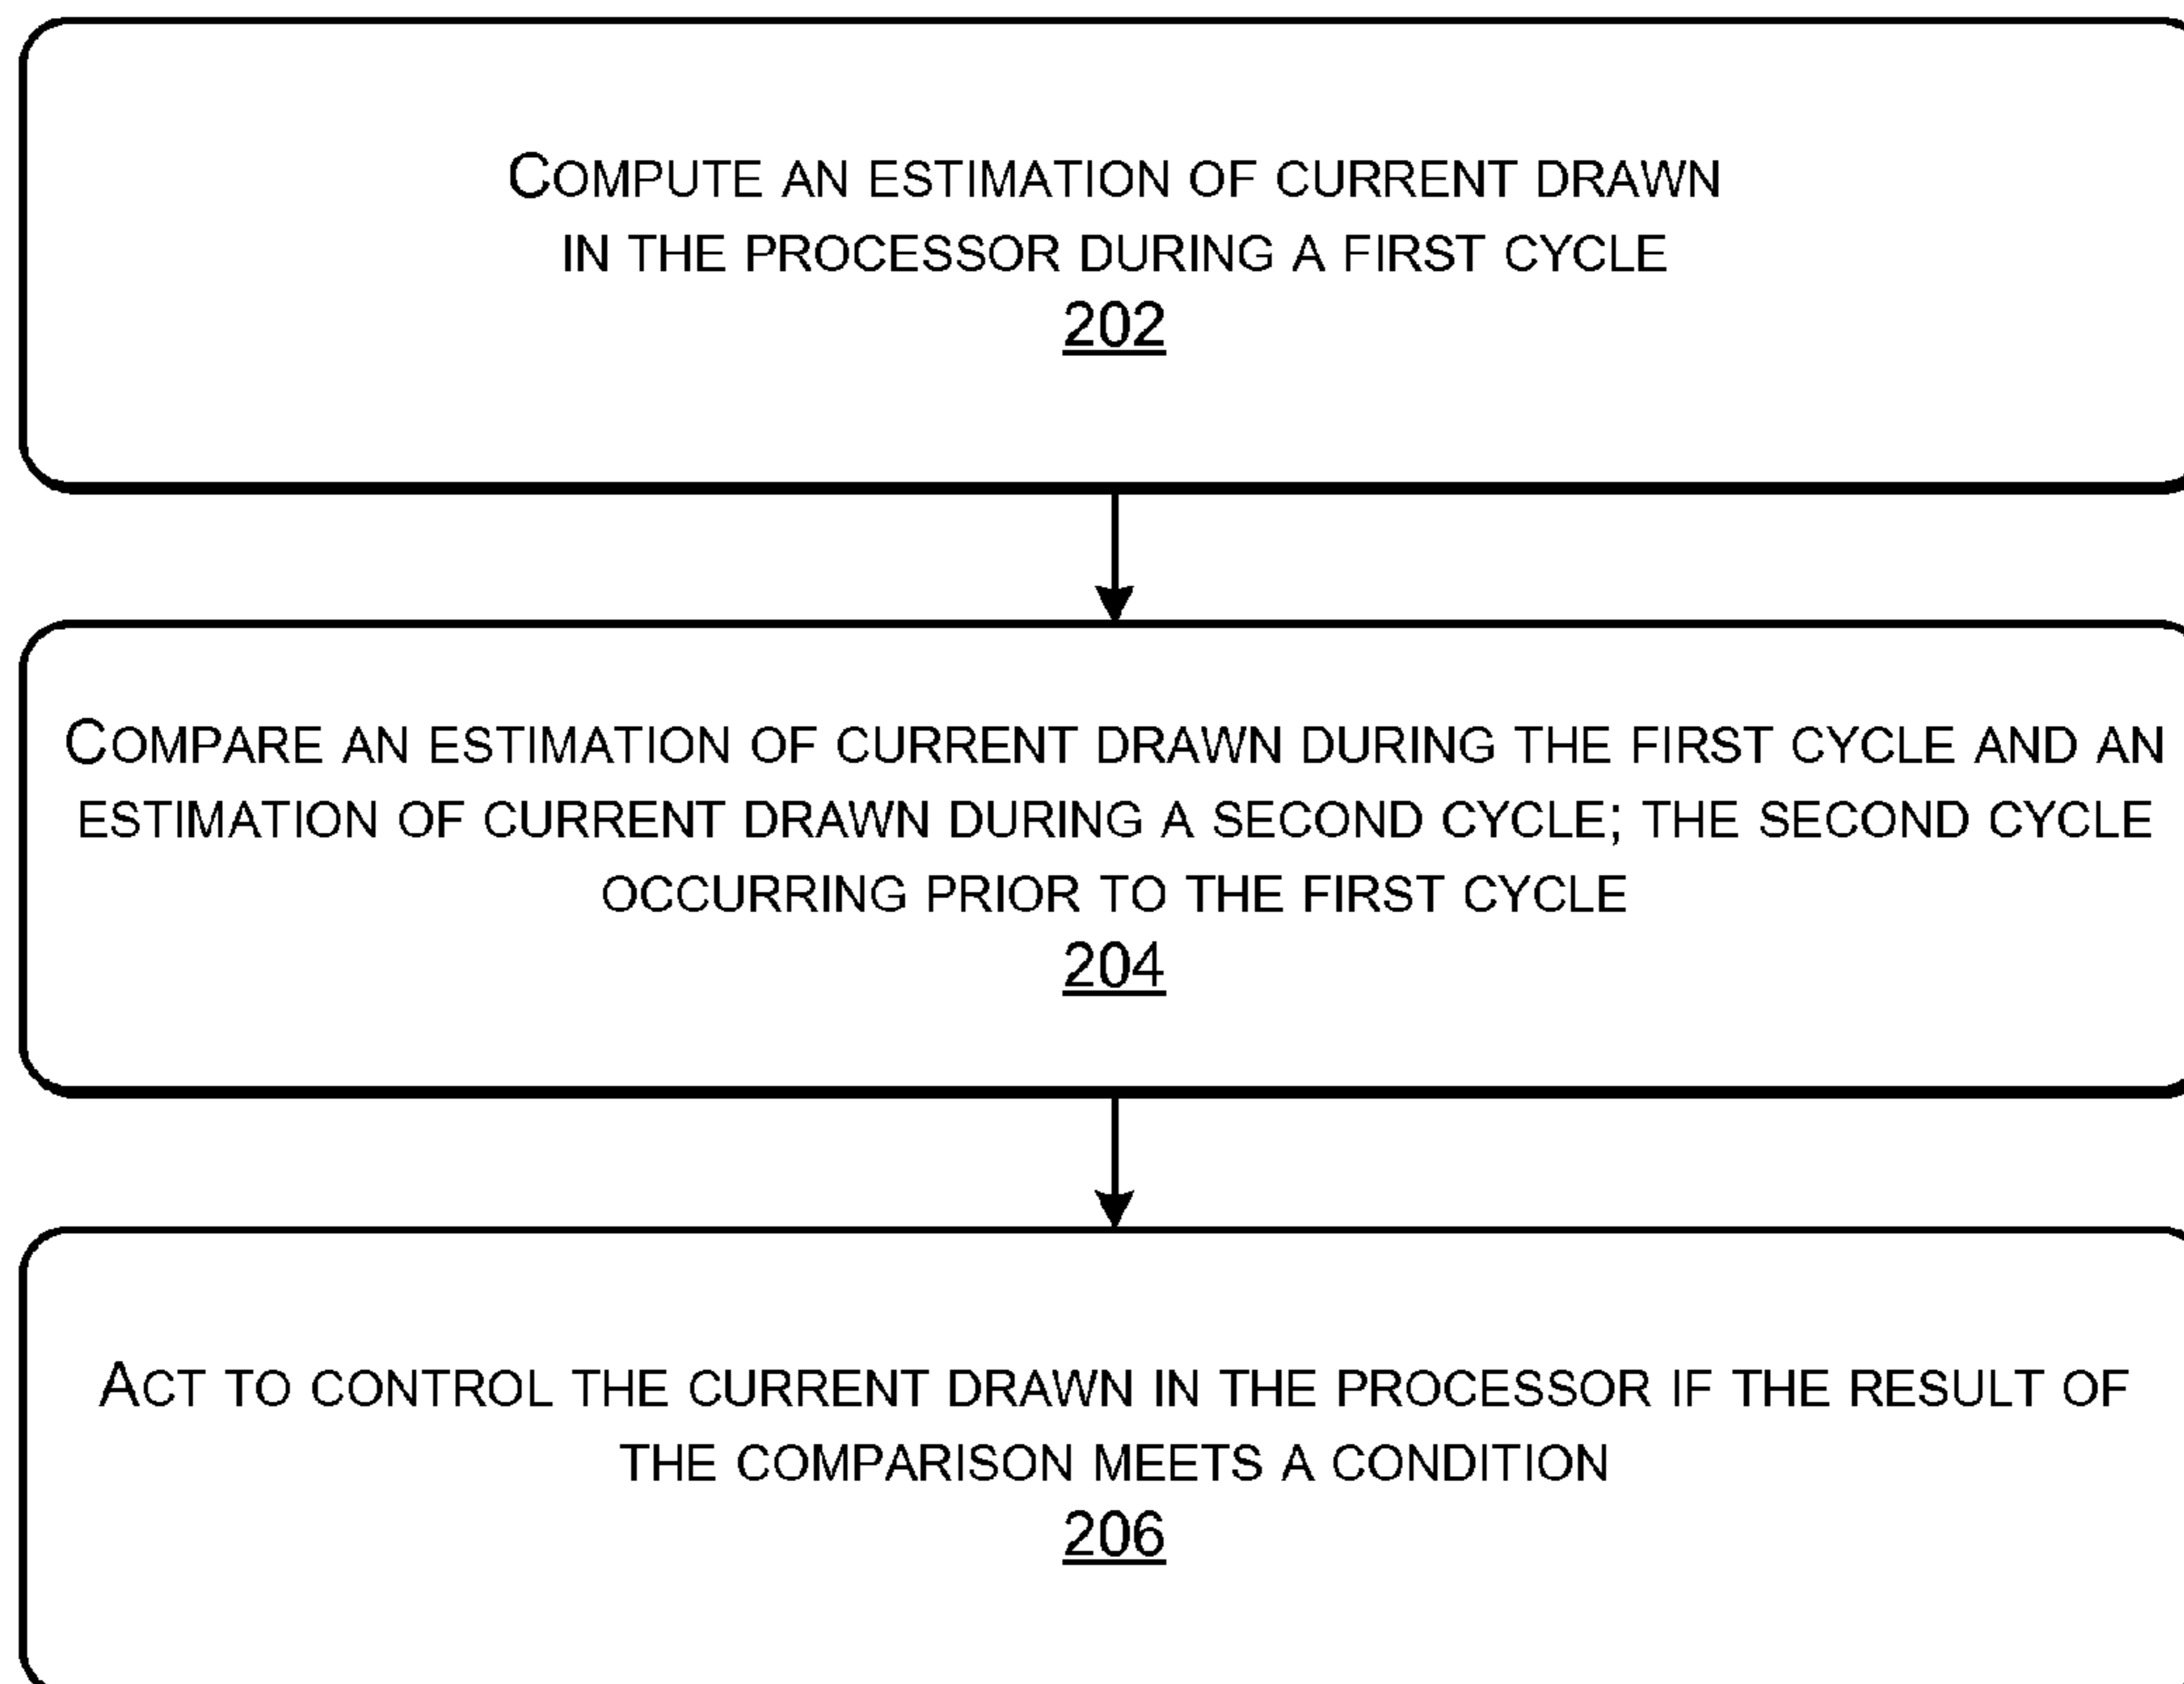 COMPUTE AN ESTIMATION OF CURRENT DRAWN
IN THE PROCESSOR DURING A FIRST CYCLE
202
COMPARE AN ESTIMATION OF CURRENT DRAWN DURING THE FIRST CYCLE AND AN
ESTIMATION OF CURRENT DRAWN DURING A SECOND CYCLE; THE SECOND CYCLE
OCCURRING PRIOR TO THE FIRST CYCLE
204
ACT TO CONTROL THE CURRENT DRAWN IN THE PROCESSOR IF THE RESULT OF
THE COMPARISON MEETS A CONDITION
206